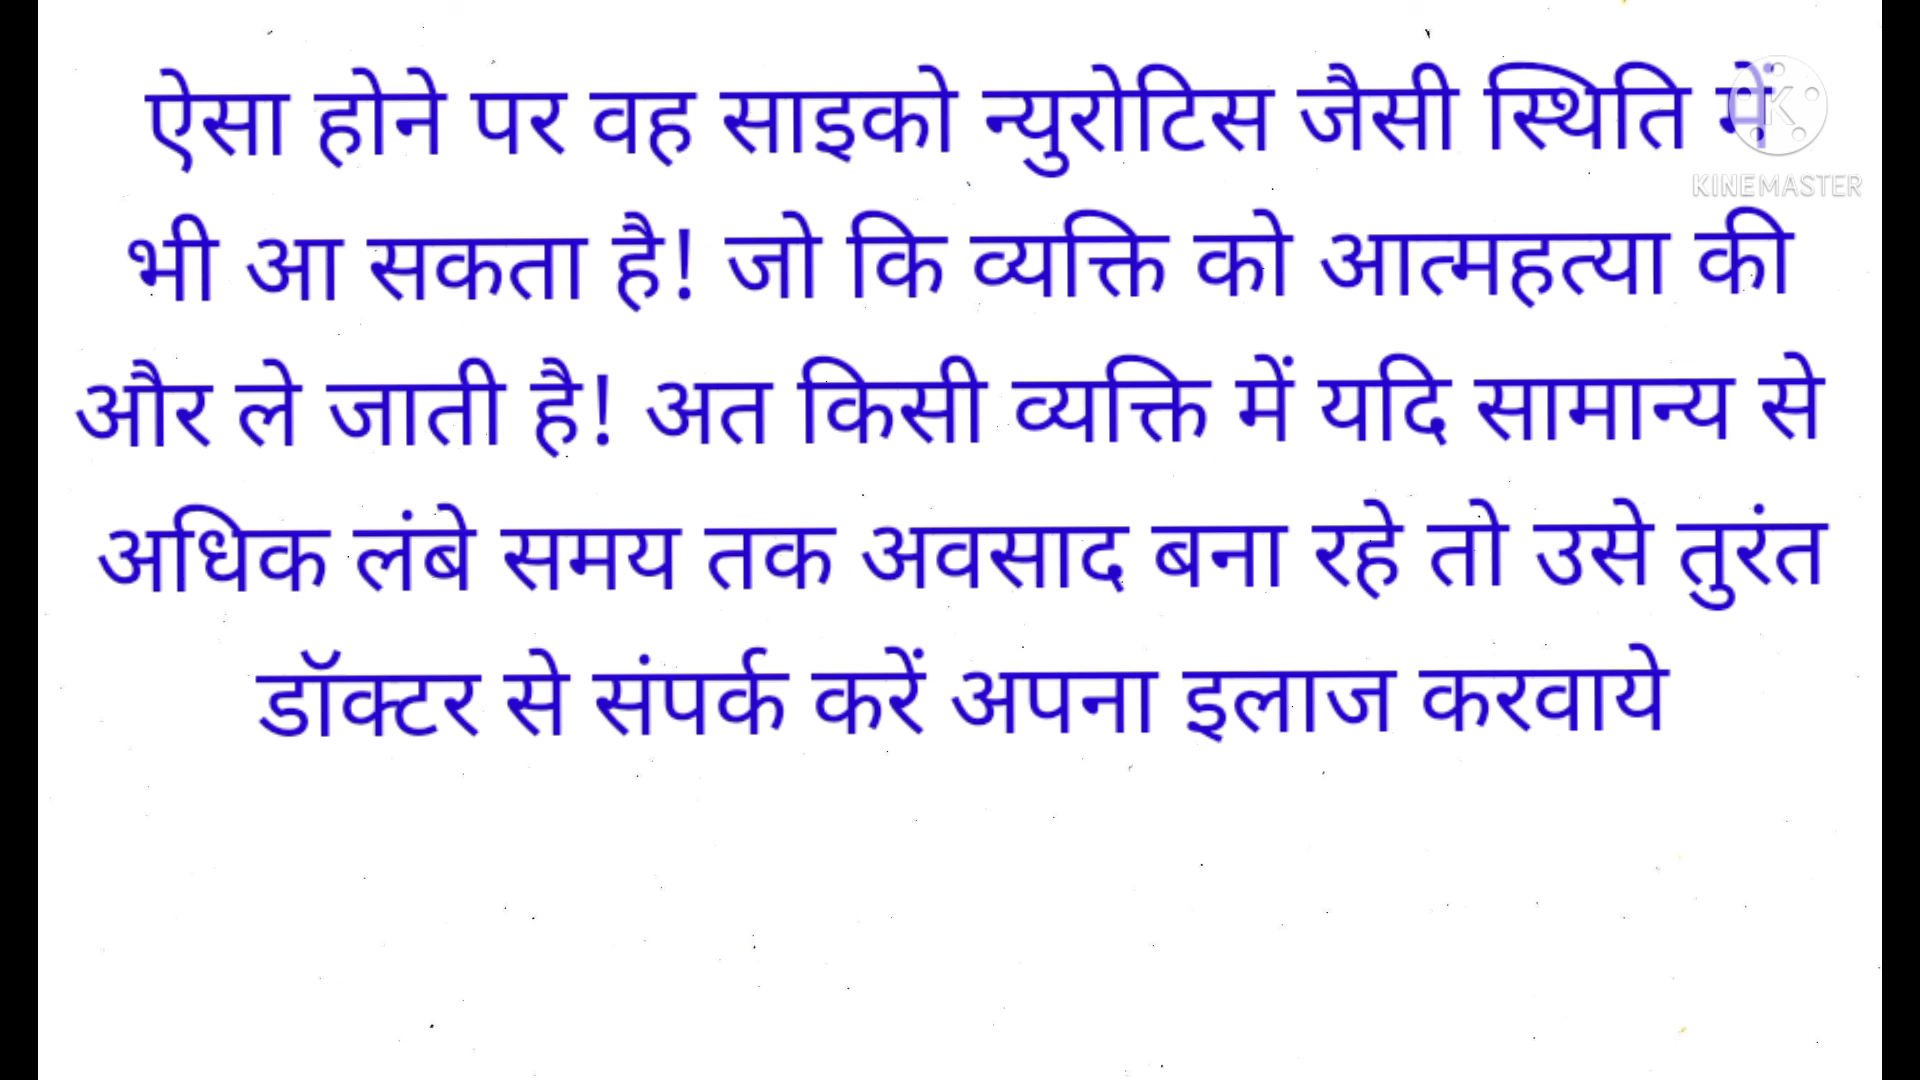 ऐसा होने पर वह साइको न्युरोटिस जैसी स्थिति में
KINEMASTER
भी आ सकता है! जो कि व्यक्ति को आत्महत्या की
और ले जाती है! अत किसी व्यक्ति में यदि सामान्य से
अधिक लंबे समय तक अवसाद बना रहे तो उसे तुरंत
डॉक्टर से संपर्क करें अपना इलाज करवाये